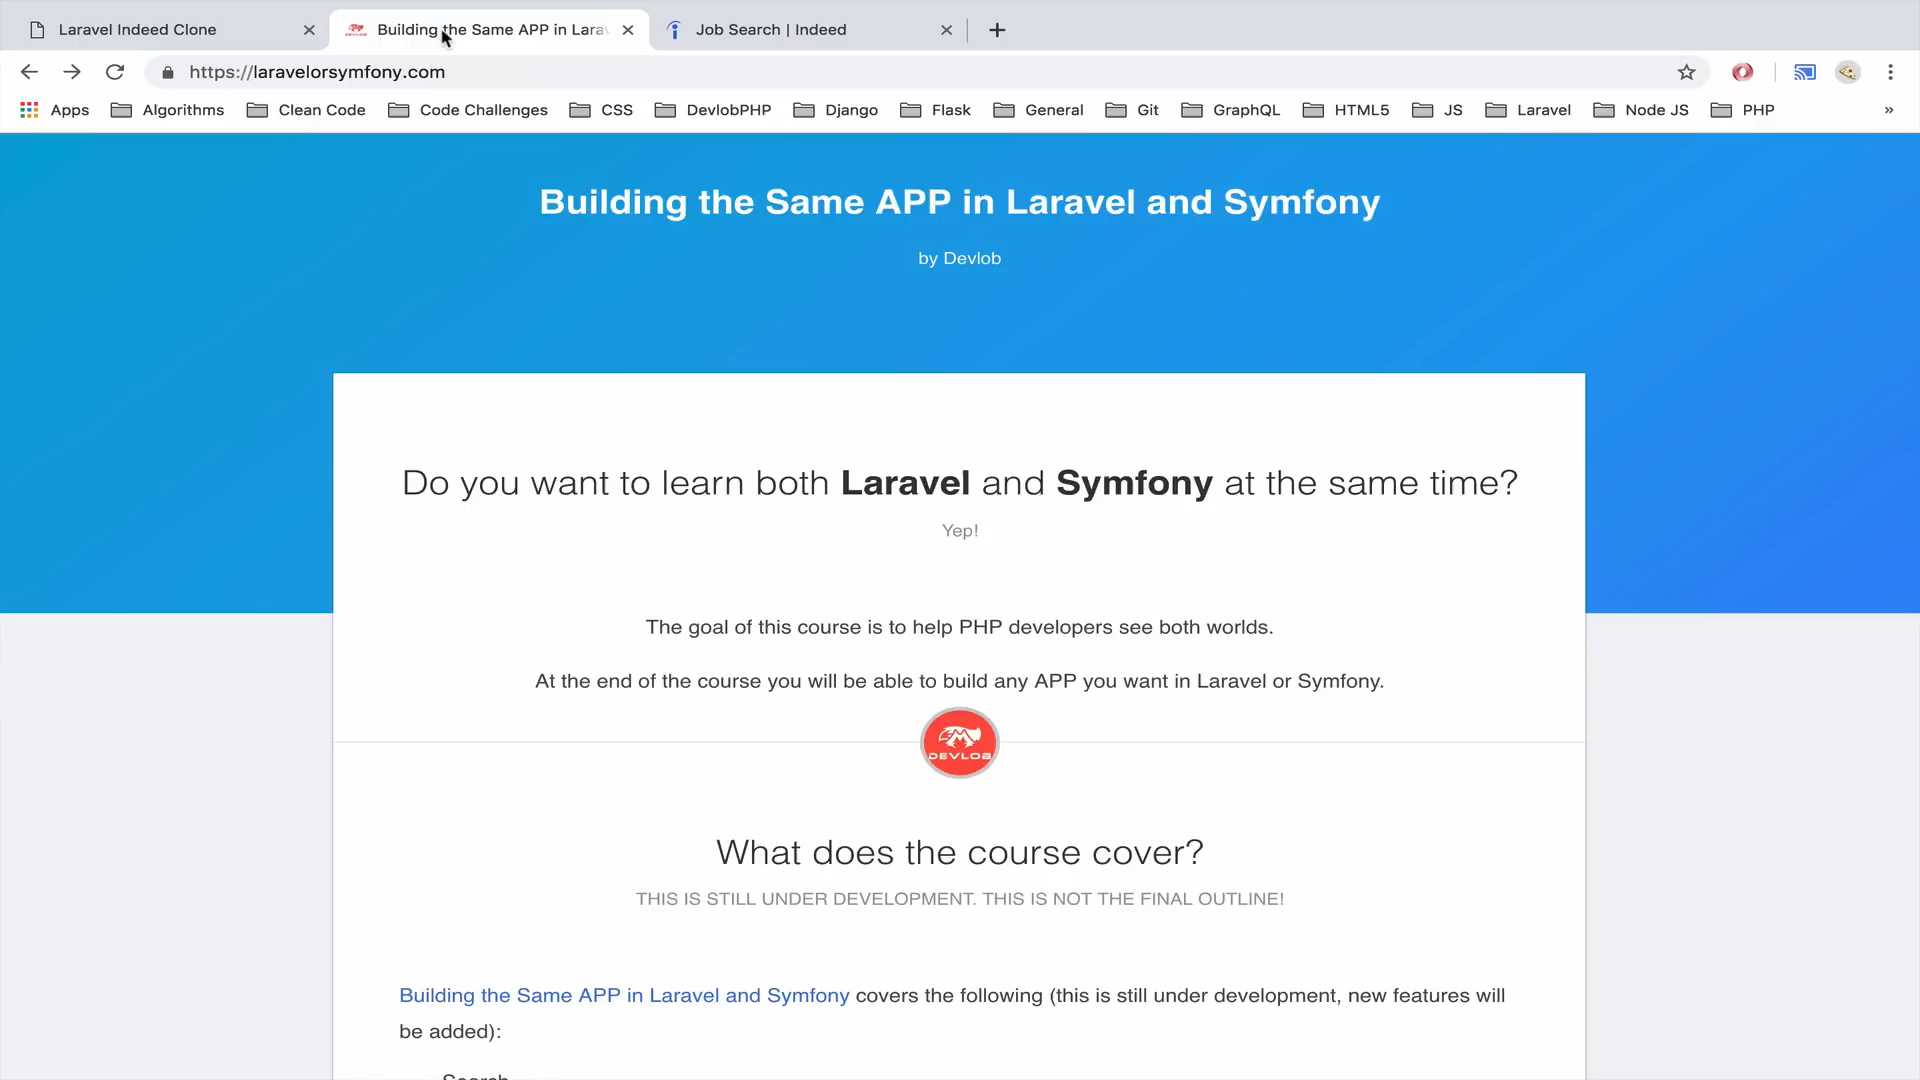 Laravel Indeed Clone
Building the Same APP in Larav
Job Search | Indeed
https://laravelorsymfony.com
Apps
Algorithms
Clean Code
Code Challenges
CSS
DevlobPHP
Django
Flask
General
Git
GraphQL
HTML5
JS
Laravel
Node JS
PHP
»
Building the Same APP in Laravel and Symfony
by Devlob
Do you want to learn both Laravel and Symfony at the same time?
Yep!
The goal of this course is to help PHP developers see both worlds.
At the end of the course you will be able to build any APP you want in Laravel or Symfony.
DEVLOB
What does the course cover?
THIS IS STILL UNDER DEVELOPMENT. THIS IS NOT THE FINAL OUTLINE!
Building the Same APP in Laravel and Symfony covers the following (this is still under development, new features will
be added):
Search